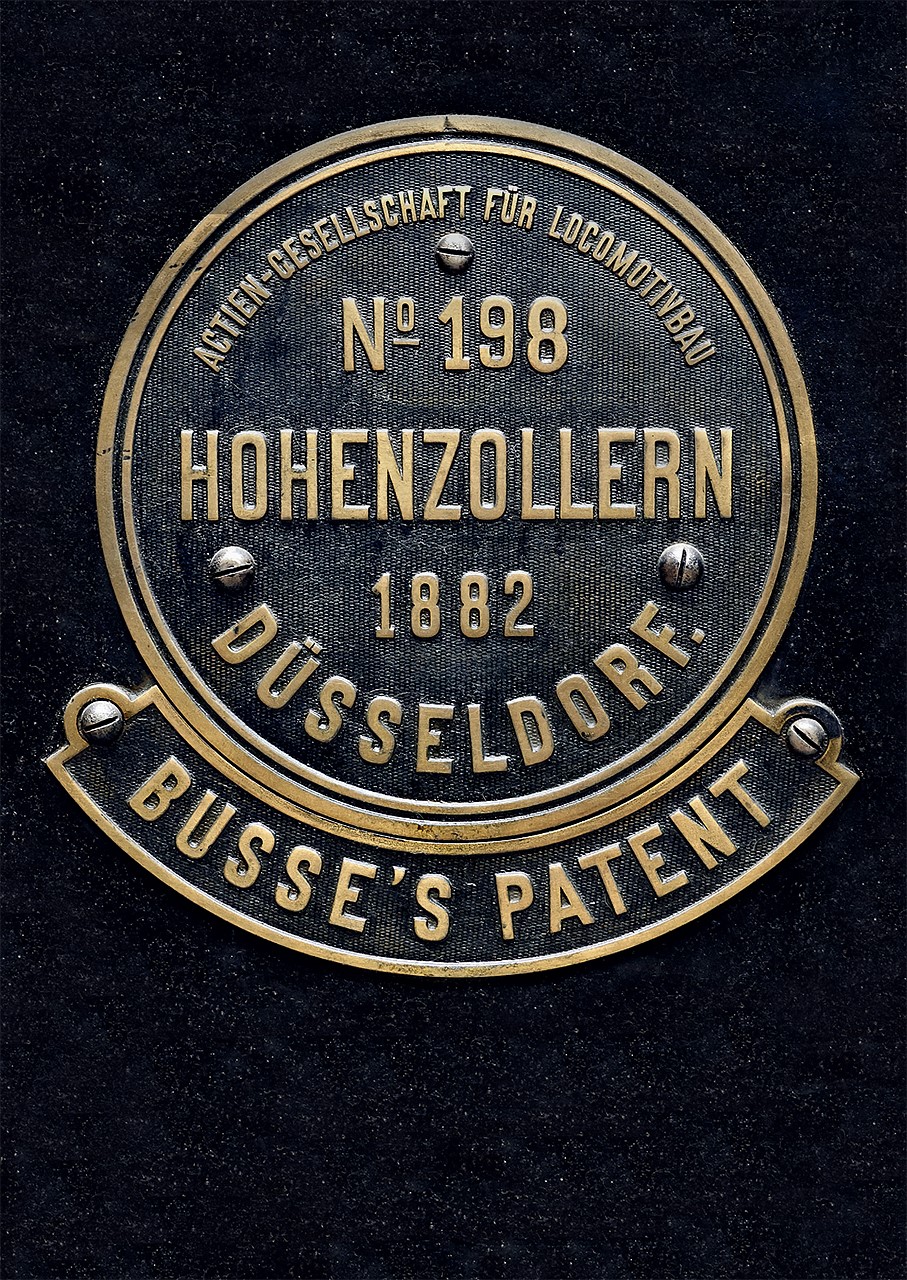 ACTIEN-GESELLSCHAFT FÜR LOCOMOTIVBAU
Nº 198
HOHENZOLLERN
1882
DÜSSELDORF.
BUSSE'S PATENT